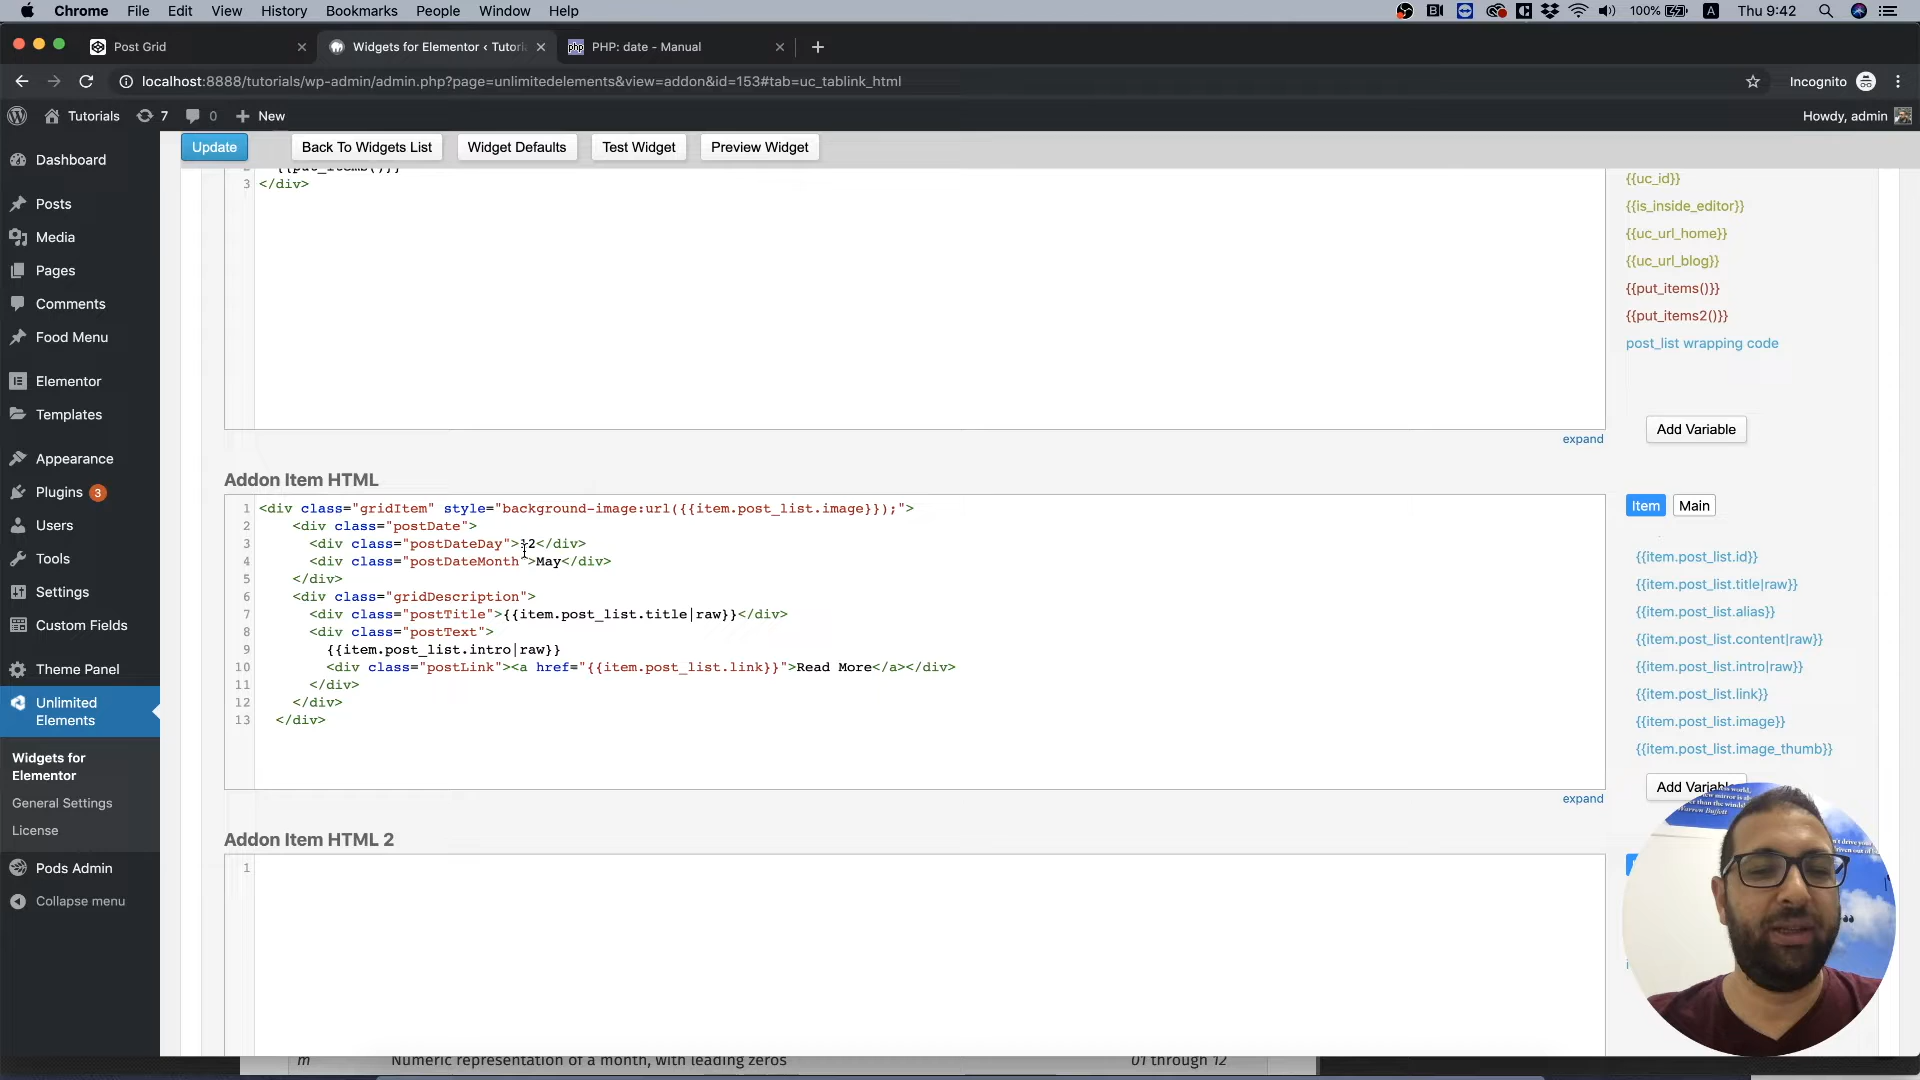 Chrome File Edit View History Bookmarks People Window Help 100% A Thu 9:42
Post Grid
Widgets for Elementor ‹ Tutori
php PHP: date - Manual
localhost:8888/tutorials/wp-admin/admin.php?page=unlimitedelements&view=addon&id=153#tab=uc_tablink_html
Incognito
Tutorials 7 0 New
Howdy, admin
Update Back To Widgets List Widget Defaults Test Widget Preview Widget
Dashboard
Posts
Media
Pages
Comments
Food Menu
Elementor
Templates
Appearance
Plugins 3
Users
Tools
Settings
Custom Fields
Theme Panel
Unlimited
Elements
Widgets for
Elementor
General Settings
License
Pods Admin
Collapse menu
3 </div>
{{uc_id}}
{{is_inside_editor}}
{{uc_url_home}}
{{uc_url_blog}}
{{put_items()}}
{{put_items2()}}
post_list wrapping code
Add Variable
expand
Addon Item HTML
1 <div class="gridItem" style="background-image:url({{item.post_list.image}});">
2 <div class="postDate">
3 <div class="postDateDay">12</div>
4 <div class="postDateMonth">May</div>
5 </div>
6 <div class="gridDescription">
7 <div class="postTitle">{{item.post_list.title|raw}}</div>
8 <div class="postText">
9 {{item.post_list.intro|raw}}
10 <div class="postLink"><a href="{{item.post_list.link}}">Read More</a></div>
11 </div>
12 </div>
13 </div>
Item Main
{{item.post_list.id}}
{{item.post_list.title|raw}}
{{item.post_list.alias}}
{{item.post_list.content|raw}}
{{item.post_list.intro|raw}}
{{item.post_list.link}}
{{item.post_list.image}}
{{item.post_list.image_thumb}}
Add Variable
expand
Addon Item HTML 2
1
m Numeric representation of a month, with leading zeros 01 through 12